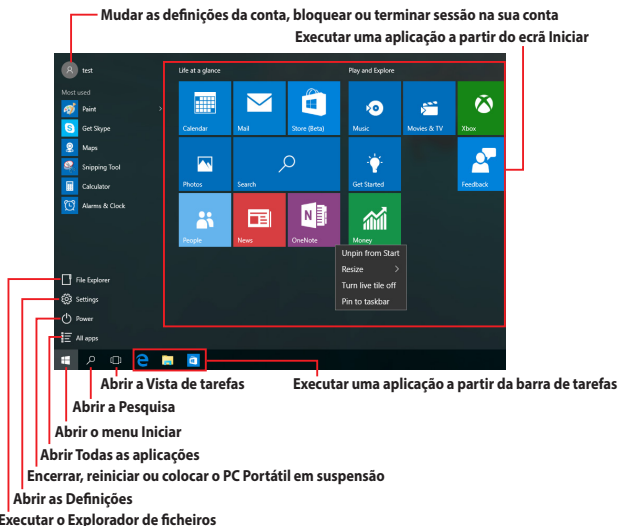 Mudar as definições da conta, bloquear ou terminar sessão na sua conta
Executar uma aplicação a partir do ecrã Iniciar
test
Most used
Paint
Get Skype
Maps
Snipping Tool
Calculator
Alarms & Clock
File Explorer
Settings
Power
All apps
Life at a glance
Calendar
Mail
Store (Beta)
Photos
Search
People
News
OneNote
Play and Explore
Music
Movies & TV
Xbox
Get Started
Feedback
Money
Unpin from Start
Resize
Turn live tile off
Pin to taskbar
Abrir a Vista de tarefas
Executar uma aplicação a partir da barra de tarefas
Abrir a Pesquisa
Abrir o menu Iniciar
Abrir Todas as aplicações
Encerrar, reiniciar ou colocar o PC Portátil em suspensão
Abrir as Definições
Executar o Explorador de ficheiros